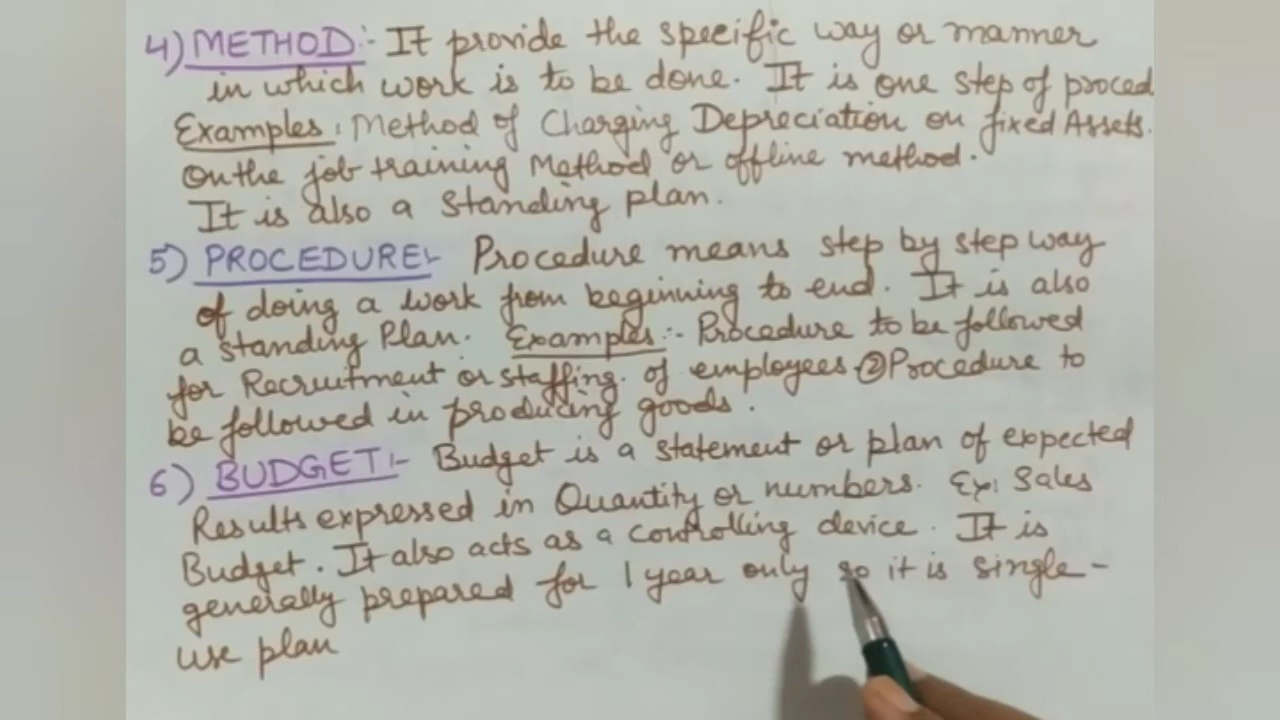 4) METHOD:- It provide the specific way or manner
in which work is to be done. It is one step of proced
Examples: Method of Charging Depreciation on fixed Assets.
On the job training Method or offline method.
It is also a standing plan.
5) PROCEDURE:- Procedure means step by step way
of doing a work from beginning to end. It is also
a standing Plan. Examples:- Procedure to be followed
for Recruitment or staffing. of employees. ② Procedure to
be followed in producing goods.
6) BUDGET:- Budget is a statement or plan of expected
Results expressed in Quantity or numbers. Ex: Sales
Budget. It also acts as a controlling device. It is
generally prepared for 1 year only so it is single-
use plan